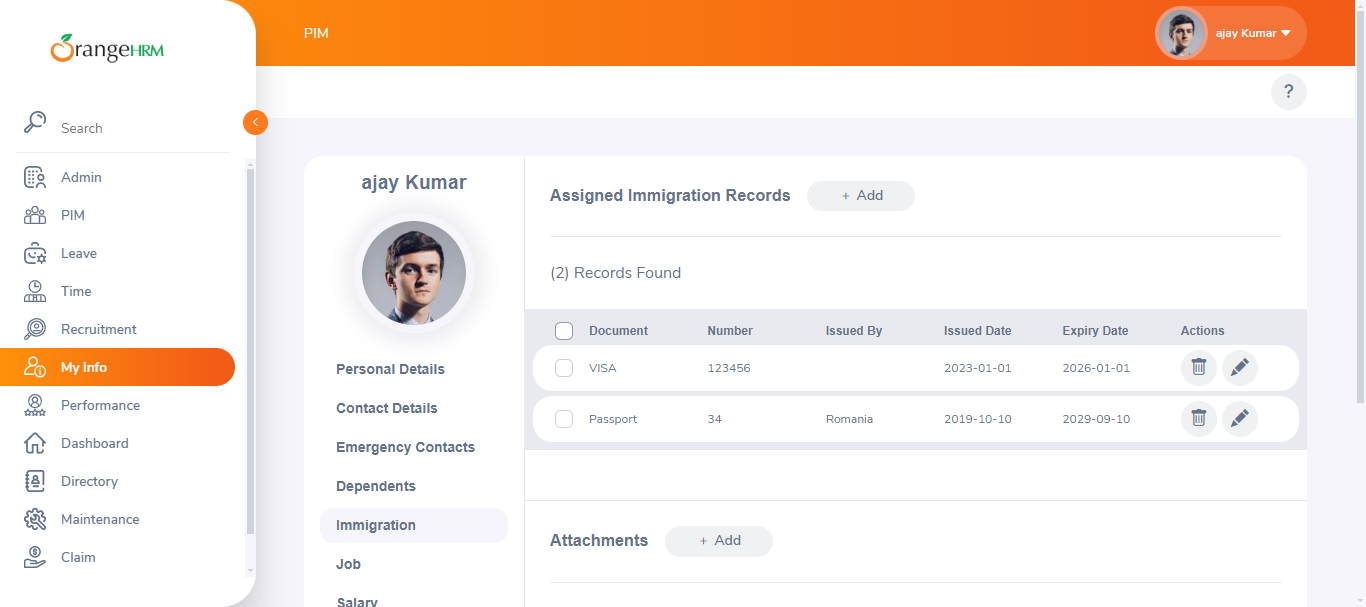 OrangeHRM
PIM
ajay Kumar
?
Search
Admin
PIM
Leave
Time
Recruitment
My Info
Performance
Dashboard
Directory
Maintenance
Claim
ajay Kumar
Personal Details
Contact Details
Emergency Contacts
Dependents
Immigration
Job
Salary
Assigned Immigration Records + Add
(2) Records Found
Document Number Issued By Issued Date Expiry Date Actions
VISA 123456 2023-01-01 2026-01-01
Passport 34 Romania 2019-10-10 2029-09-10
Attachments + Add